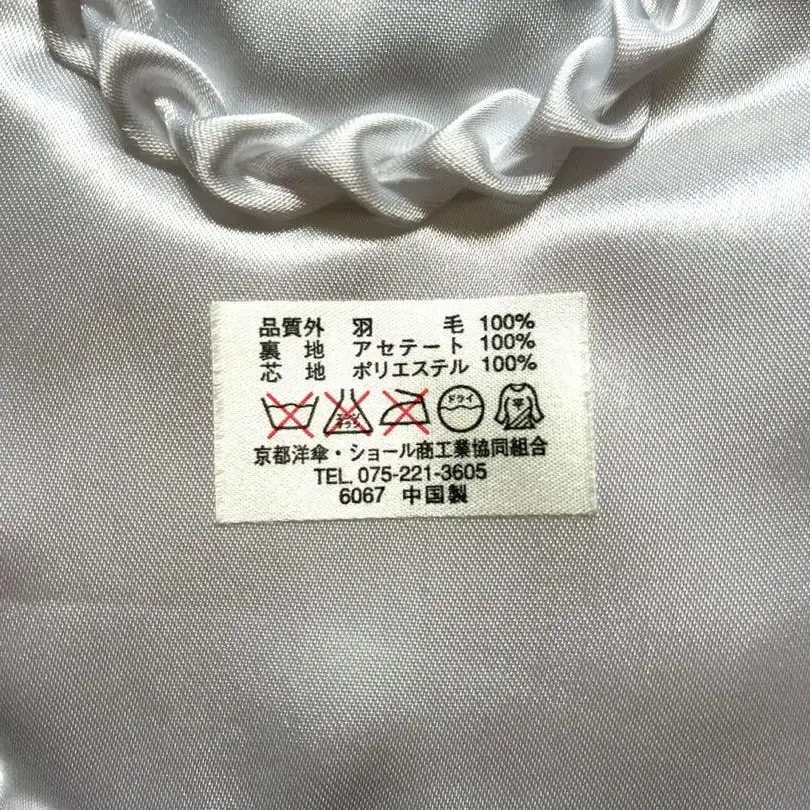 品質外 羽 毛 100%
裏 地 アセテート 100%
芯 地 ポリエステル 100%
ドライ 平
京都洋傘・ショール商工業協同組合
TEL. 075-221-3605
6067 中国製